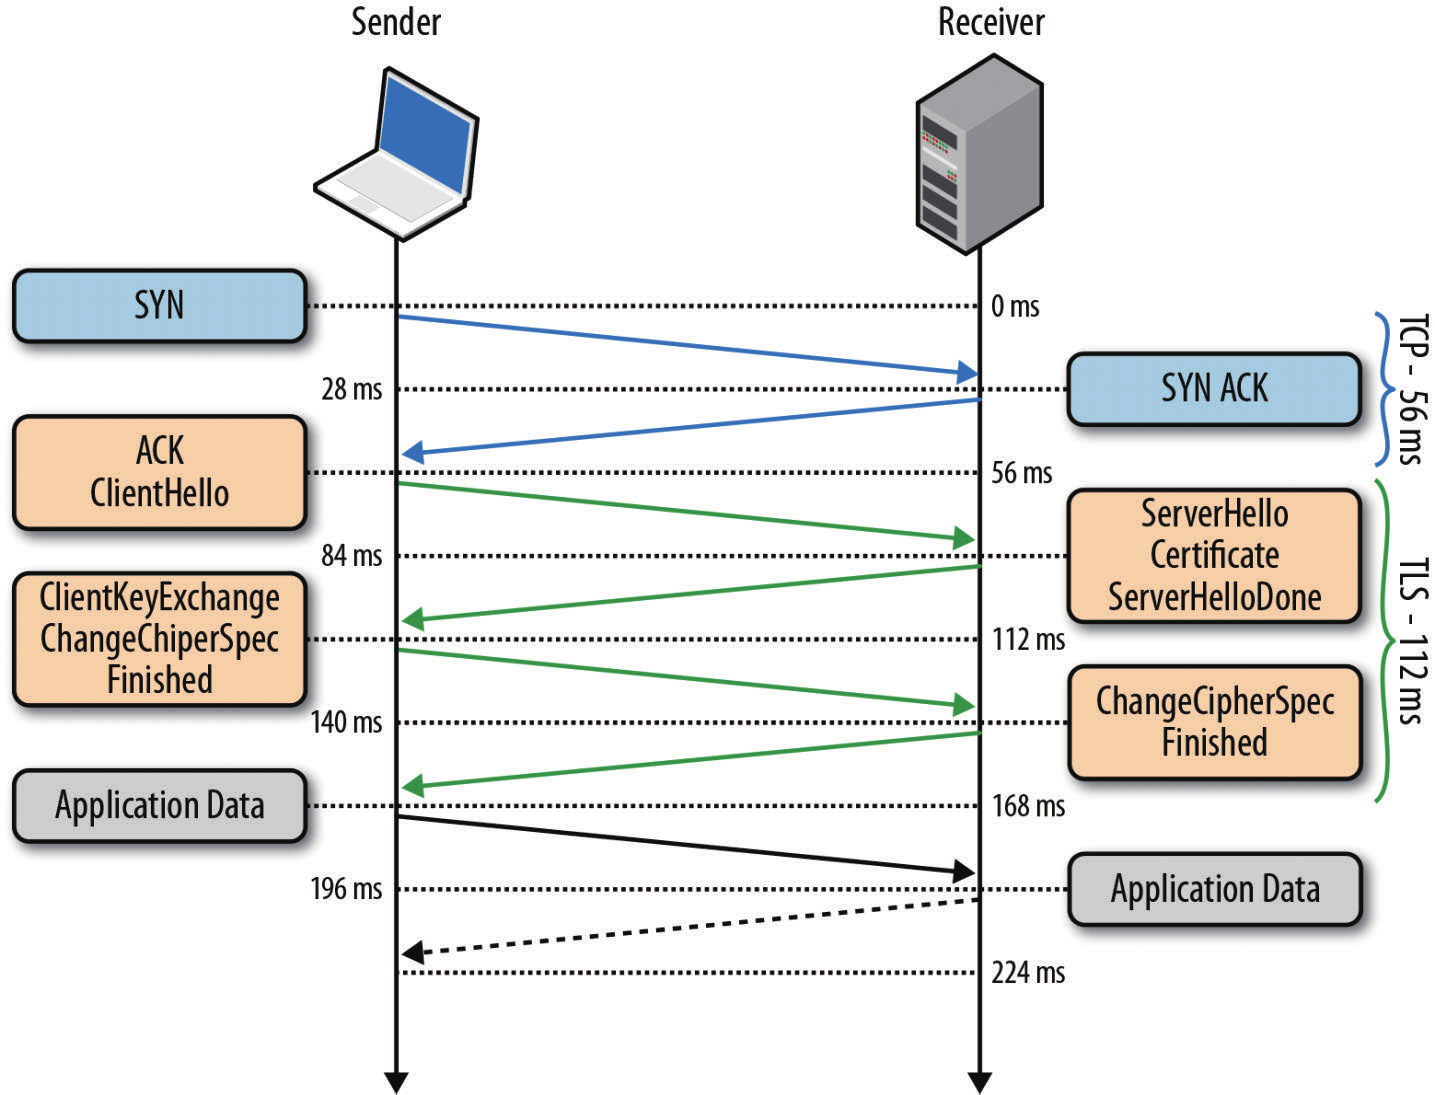 Sender
Receiver
SYN
0 ms
28 ms
SYN ACK
TCP - 56 ms
ACK
ClientHello
56 ms
84 ms
ServerHello
Certificate
ServerHelloDone
TLS - 112 ms
ClientKeyExchange
ChangeChiperSpec
Finished
112 ms
140 ms
ChangeCipherSpec
Finished
Application Data
168 ms
196 ms
Application Data
224 ms